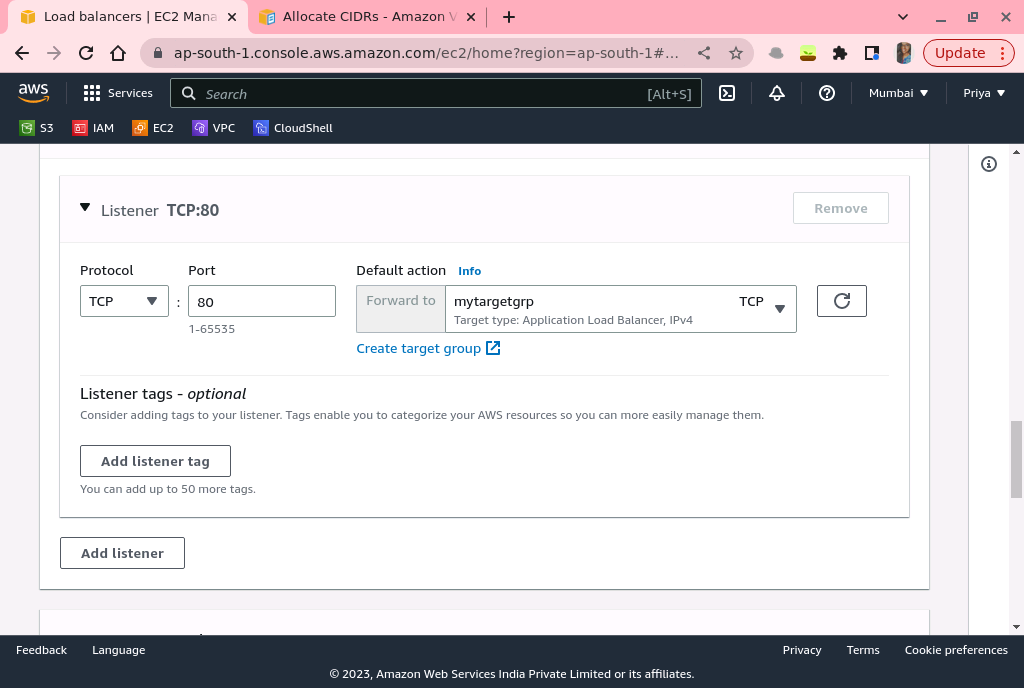 Load balancers | EC2 Mana
Allocate CIDRs - Amazon V
ap-south-1.console.aws.amazon.com/ec2/home?region=ap-south-1#...
Update
aws
Services
Search
[Alt+S]
Mumbai
Priya
S3
IAM
EC2
VPC
CloudShell
Listener TCP:80
Remove
Protocol
Port
Default action Info
TCP
:
80
Forward to
mytargetgrp
TCP
Target type: Application Load Balancer, IPv4
1-65535
Create target group
Listener tags - optional
Consider adding tags to your listener. Tags enable you to categorize your AWS resources so you can more easily manage them.
Add listener tag
You can add up to 50 more tags.
Add listener
Feedback
Language
Privacy
Terms
Cookie preferences
© 2023, Amazon Web Services India Private Limited or its affiliates.